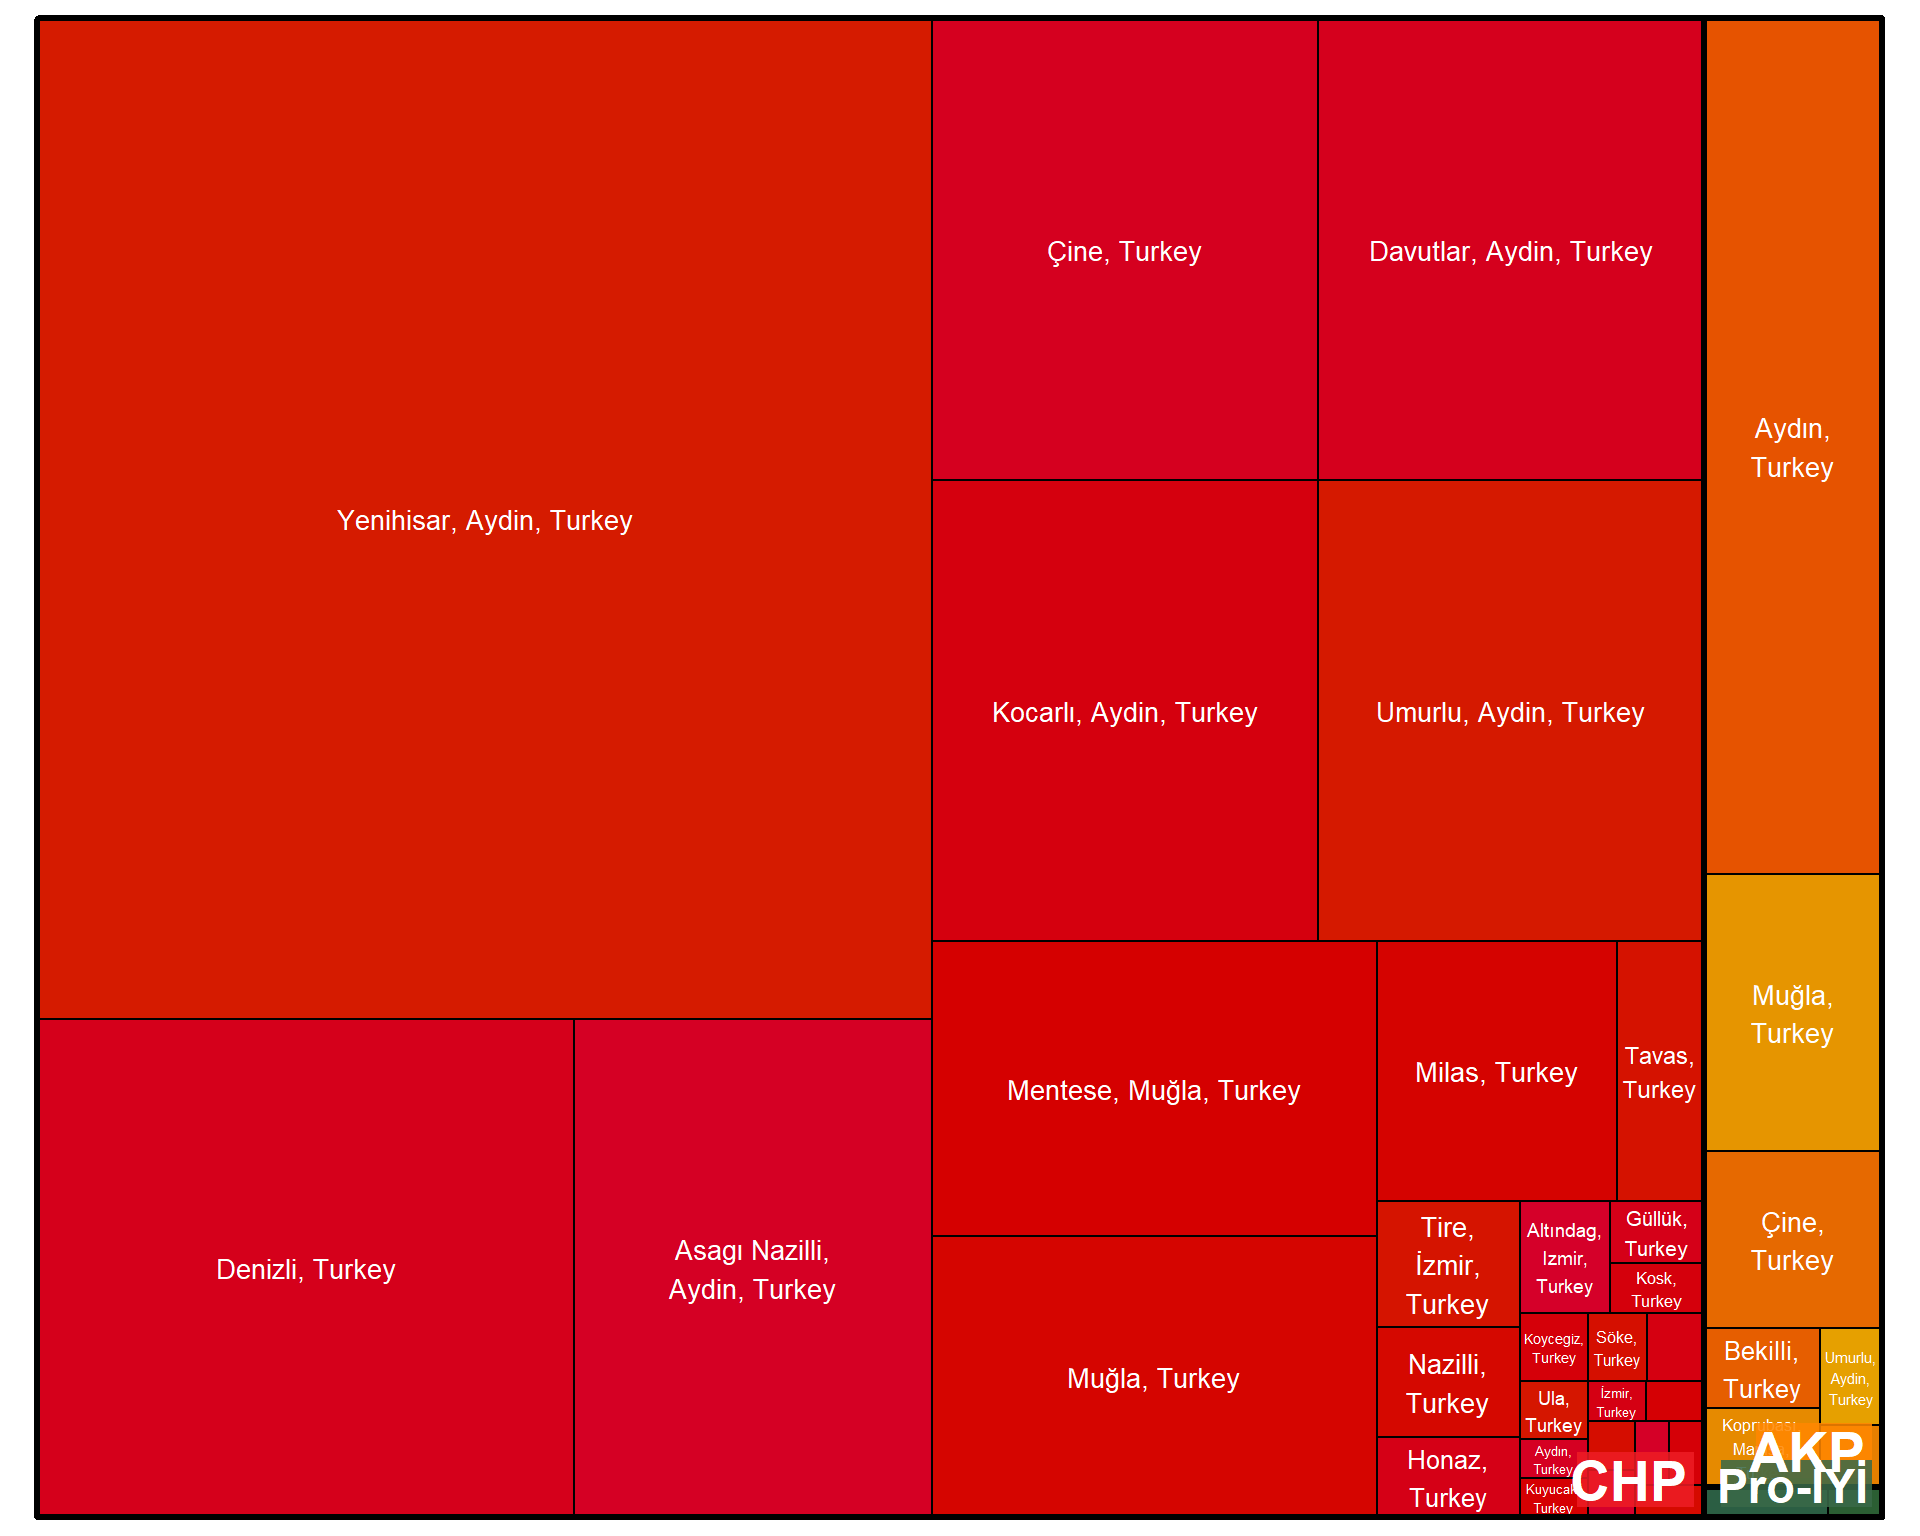 Yenihisar, Aydin, Turkey
Denizli, Turkey
Asagı Nazilli,
Aydin, Turkey
Çine, Turkey
Davutlar, Aydin, Turkey
Kocarlı, Aydin, Turkey
Umurlu, Aydin, Turkey
Mentese, Muğla, Turkey
Muğla, Turkey
Milas, Turkey
Tavas,
Turkey
Tire,
İzmir,
Turkey
Nazilli,
Turkey
Honaz,
Turkey
Altındag,
Izmir,
Turkey
Güllük,
Turkey
Kosk,
Turkey
Koycegiz,
Turkey
Söke,
Turkey
Ula,
Turkey
İzmir,
Turkey
Aydın,
Turkey
Kuyucak,
Turkey
CHP
Aydın,
Turkey
Muğla,
Turkey
Çine,
Turkey
Bekilli,
Turkey
Umurlu,
Aydin,
Turkey
AKP
Pro-IYİ